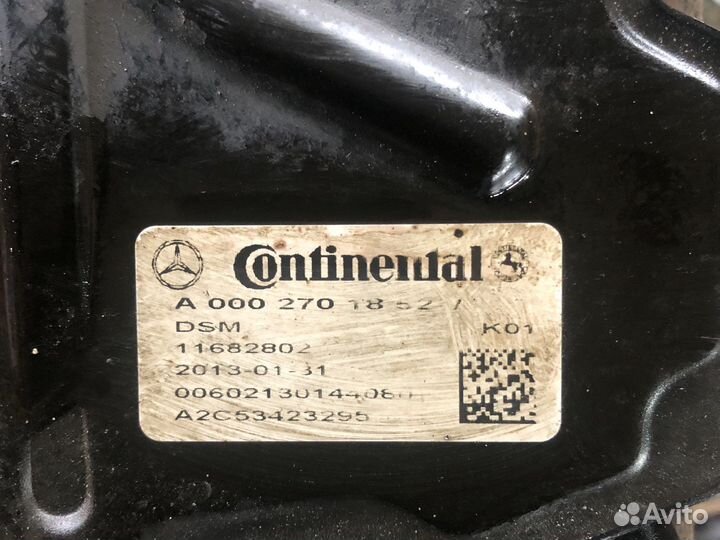 Continental
A 000 270 18 52
DSM K01
11682802
2013-01-31
A2C53423295
Avito